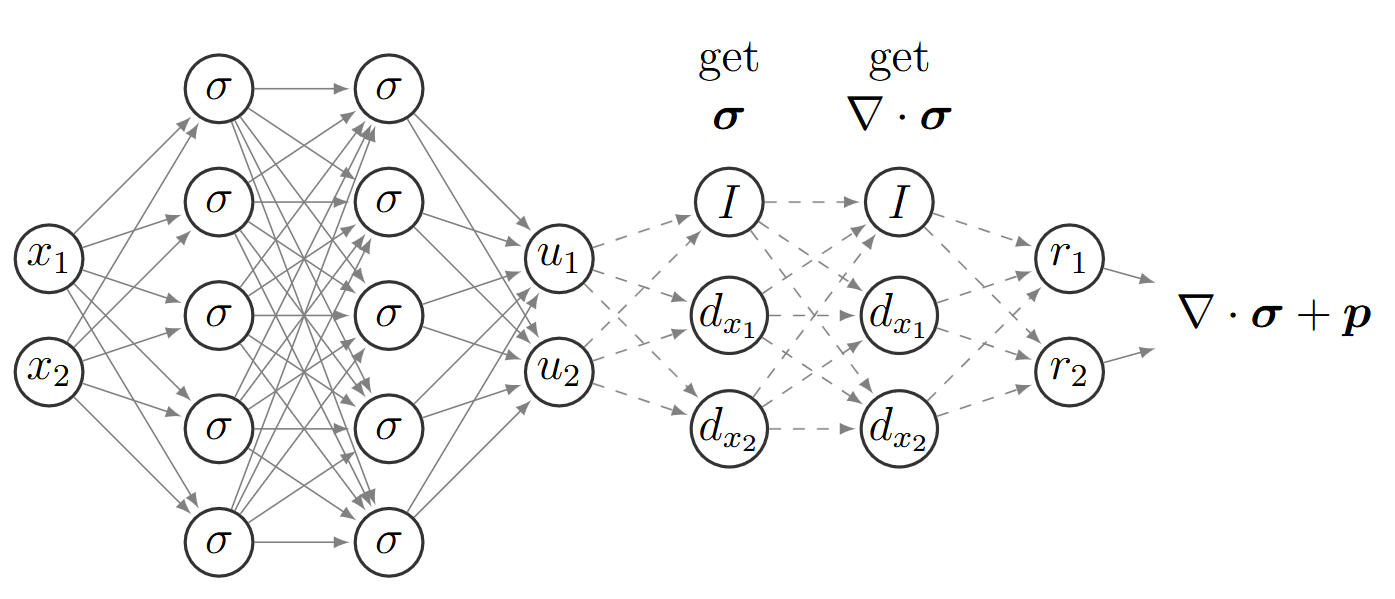 get get
σ ∇ · σ
σ σ
σ σ I I
x₁ u₁ r₁
σ σ dₓ₁ dₓ₁ ∇ · σ + p
x₂ u₂ r₂
σ σ dₓ₂ dₓ₂
σ σ